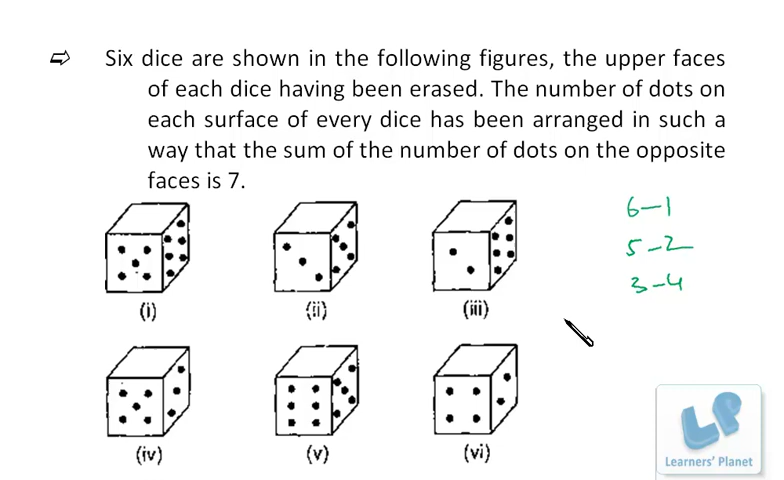 ⇨ Six dice are shown in the following figures, the upper faces
of each dice having been erased. The number of dots on
each surface of every dice has been arranged in such a
way that the sum of the number of dots on the opposite
faces is 7.
6-1
5-2
3-4
(i) (ii) (iii)
(iv) (v) (vi)
LP
Learners' Planet